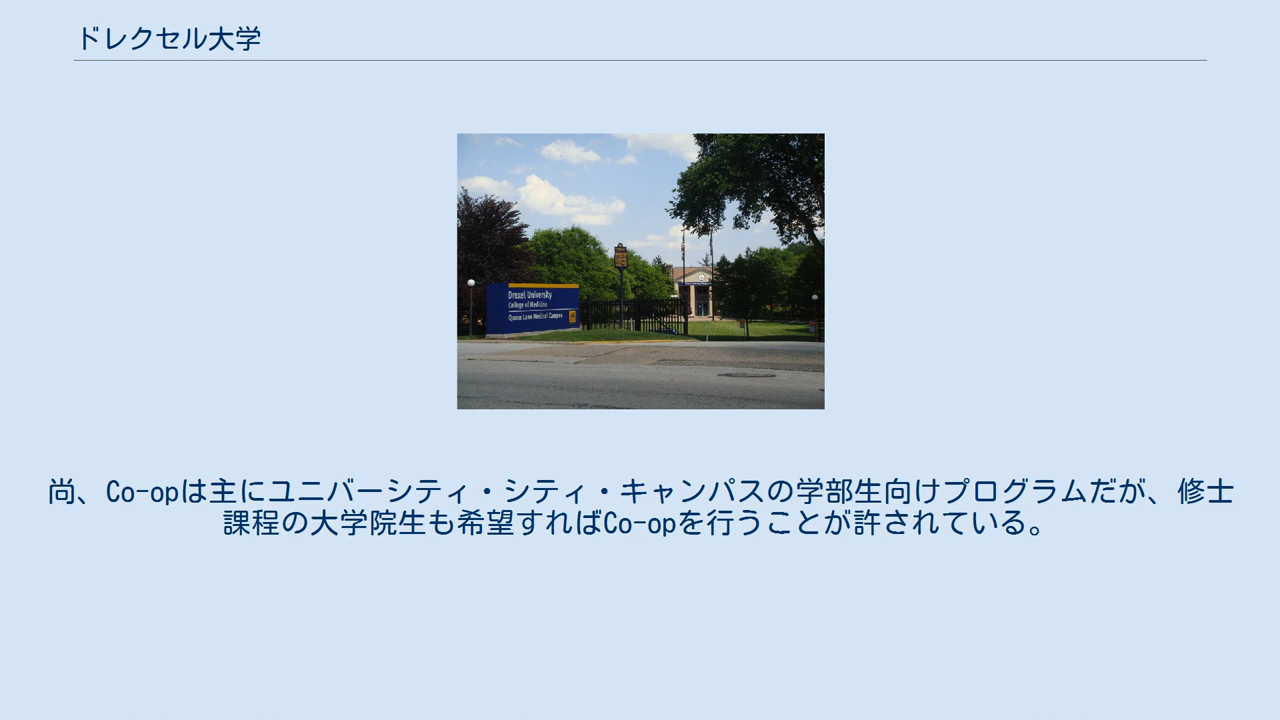 ドレクセル大学
Drexel University
College of Medicine
Queen Lane Medical Campus
尚、Co-opは主にユニバーシティ・シティ・キャンパスの学部生向けプログラムだが、修士
課程の大学院生も希望すればCo-opを行うことが許されている。